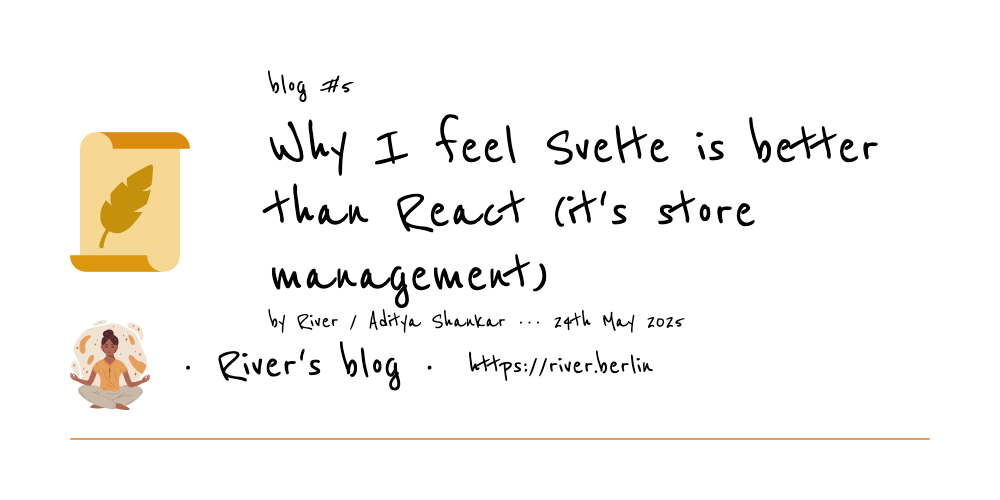 blog #5
Why I feel Svelte is better
than React (it's store
management)
by River / Aditya Shankar ... 24th May 2025
· River's blog · https://river.berlin